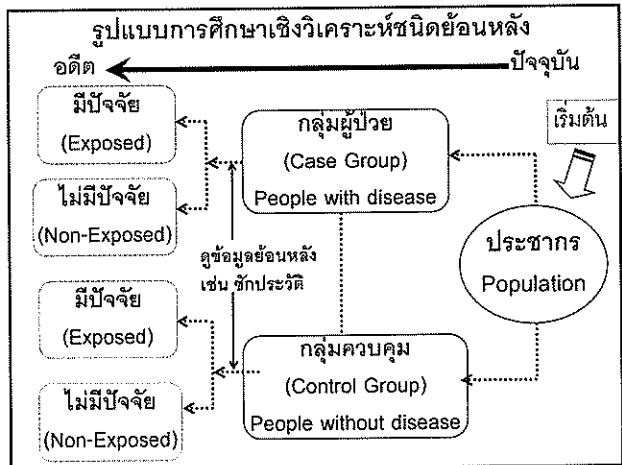 รูปแบบการศึกษาเชิงวิเคราะห์ชนิดย้อนหลัง
อดีต
ปัจจุบัน
เริ่มต้น
ประชากร
Population
กลุ่มผู้ป่วย
(Case Group)
People with disease
มีปัจจัย
(Exposed)
ไม่มีปัจจัย
(Non-Exposed)
ดูข้อมูลย้อนหลัง
เช่น ซักประวัติ
กลุ่มควบคุม
(Control Group)
People without disease
มีปัจจัย
(Exposed)
ไม่มีปัจจัย
(Non-Exposed)